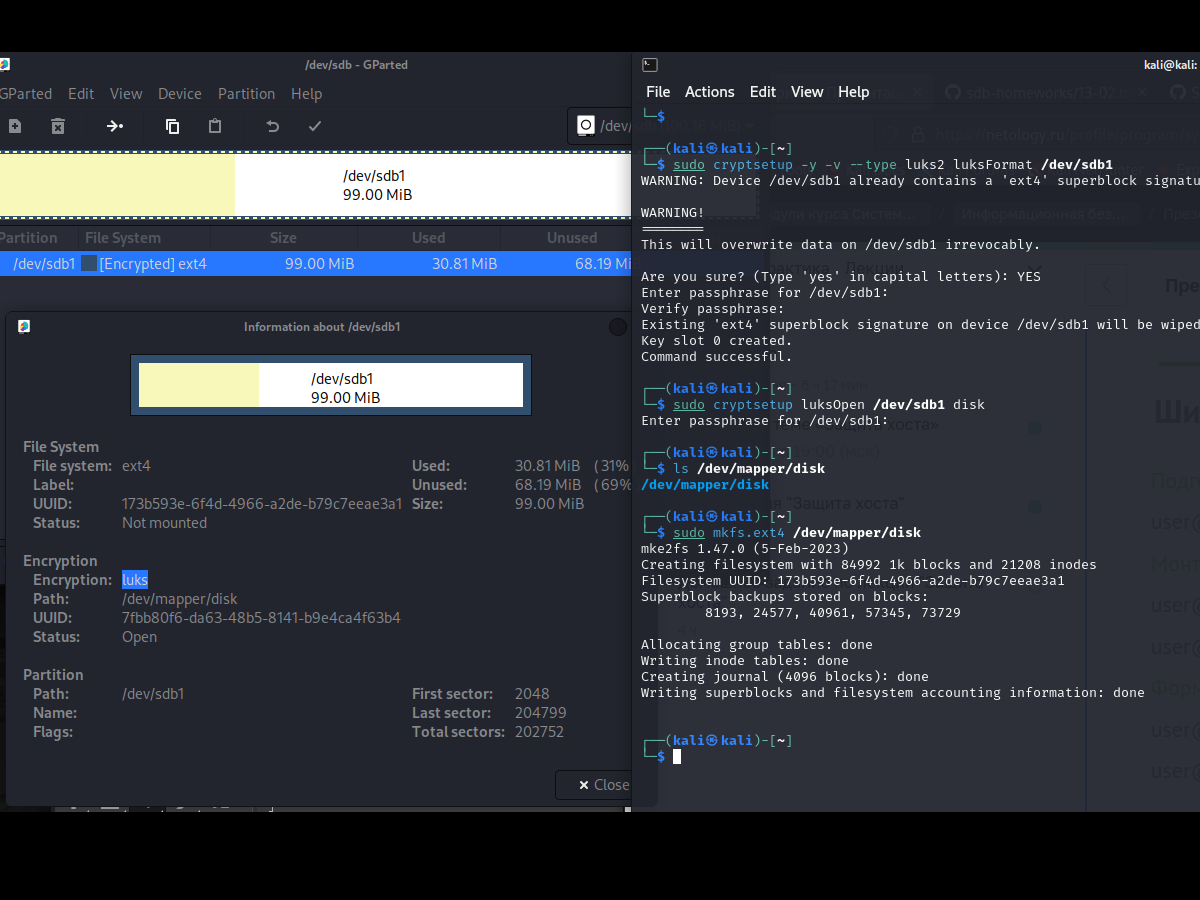 /dev/sdb - GParted
GParted Edit View Device Partition Help
/dev/
/dev/sdb1
99.00 MiB
Partition File System Size Used Unused
/dev/sdb1 [Encrypted] ext4 99.00 MiB 30.81 MiB 68.19 Mi
Information about /dev/sdb1
/dev/sdb1
99.00 MiB
File System
File system: ext4
Label:
UUID: 173b593e-6f4d-4966-a2de-b79c7eeae3a1
Status: Not mounted
Used: 30.81 MiB ( 31%
Unused: 68.19 MiB ( 69%
Size: 99.00 MiB
Encryption
Encryption: luks
Path: /dev/mapper/disk
UUID: 7fbb80f6-da63-48b5-8141-b9e4ca4f63b4
Status: Open
Partition
Path: /dev/sdb1
Name:
Flags:
First sector: 2048
Last sector: 204799
Total sectors: 202752
Close
kali@kali:
File Actions Edit View Help
└─$
┌──(kali㉿kali)-[~]
└─$ sudo cryptsetup -y -v --type luks2 luksFormat /dev/sdb1
WARNING: Device /dev/sdb1 already contains a 'ext4' superblock signatu
WARNING!
========
This will overwrite data on /dev/sdb1 irrevocably.
Are you sure? (Type 'yes' in capital letters): YES
Enter passphrase for /dev/sdb1:
Verify passphrase:
Existing 'ext4' superblock signature on device /dev/sdb1 will be wiped
Key slot 0 created.
Command successful.
┌──(kali㉿kali)-[~]
└─$ sudo cryptsetup luksOpen /dev/sdb1 disk
Enter passphrase for /dev/sdb1:
┌──(kali㉿kali)-[~]
└─$ ls /dev/mapper/disk
/dev/mapper/disk
┌──(kali㉿kali)-[~]
└─$ sudo mkfs.ext4 /dev/mapper/disk
mke2fs 1.47.0 (5-Feb-2023)
Creating filesystem with 84992 1k blocks and 21208 inodes
Filesystem UUID: 173b593e-6f4d-4966-a2de-b79c7eeae3a1
Superblock backups stored on blocks:
8193, 24577, 40961, 57345, 73729
Allocating group tables: done
Writing inode tables: done
Creating journal (4096 blocks): done
Writing superblocks and filesystem accounting information: done
┌──(kali㉿kali)-[~]
└─$